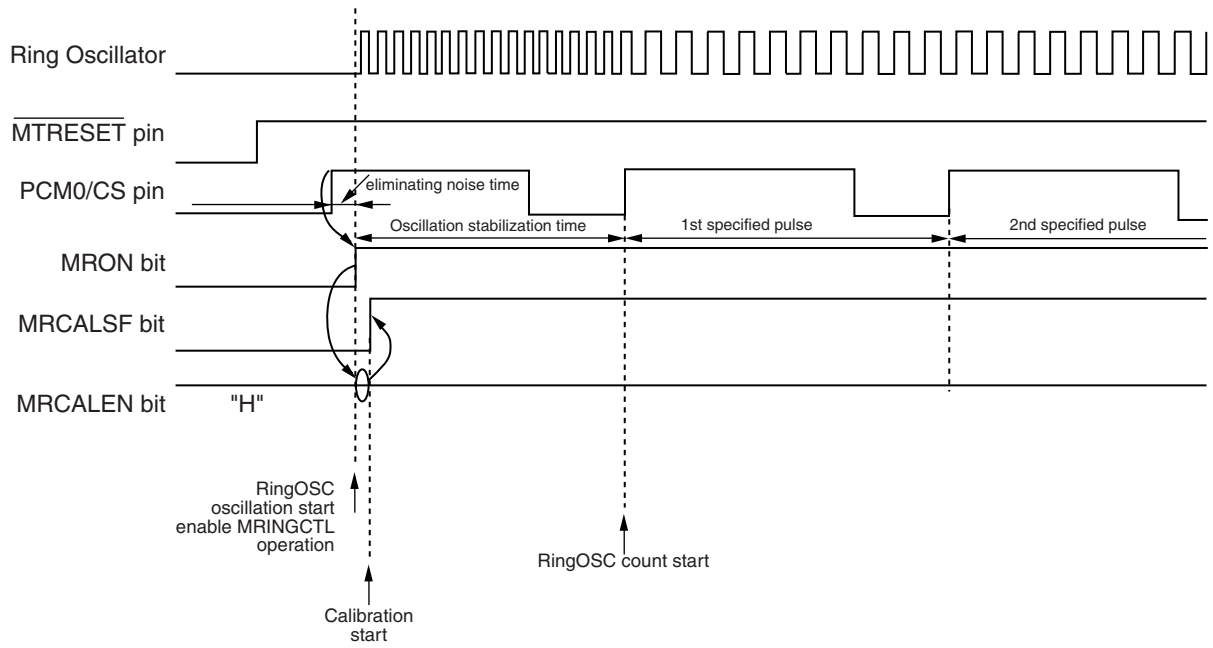 Ring Oscillator
MTRESET pin
PCM0/CS pin
eliminating noise time
Oscillation stabilization time
1st specified pulse
2nd specified pulse
MRON bit
MRCALSF bit
MRCALEN bit
"H"
RingOSC
oscillation start
enable MRINGCTL
operation
RingOSC count start
Calibration
start